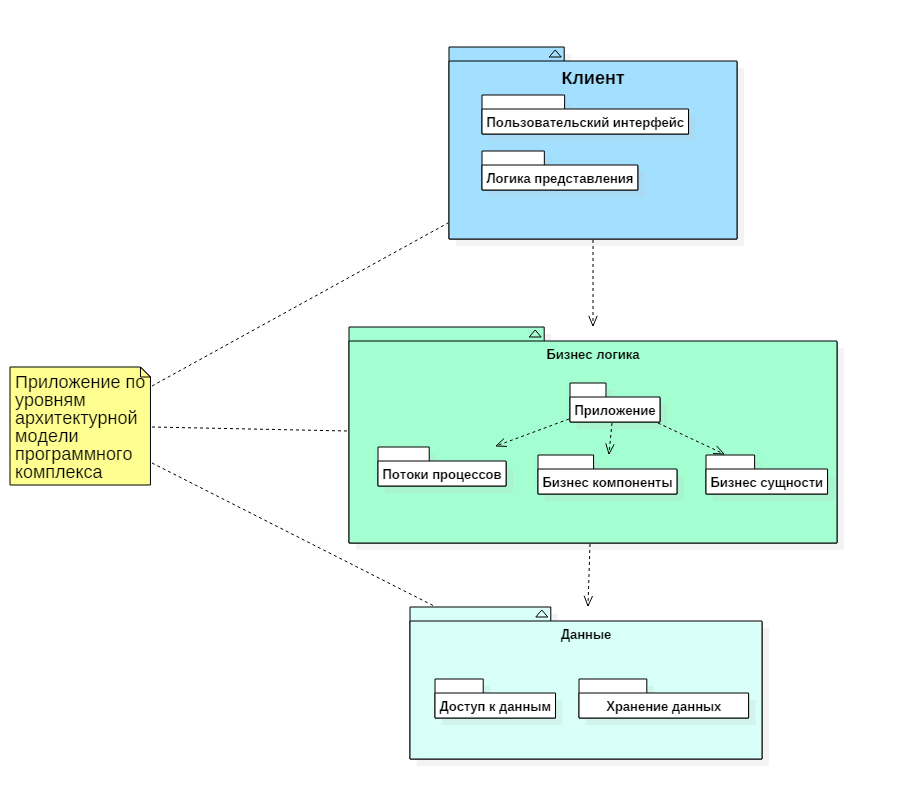 Клиент
Пользовательский интерфейс
Логика представления
Бизнес логика
Приложение
Потоки процессов
Бизнес компоненты
Бизнес сущности
Приложение по
уровням
архитектурной
модели
программного
комплекса
Данные
Доступ к данным
Хранение данных